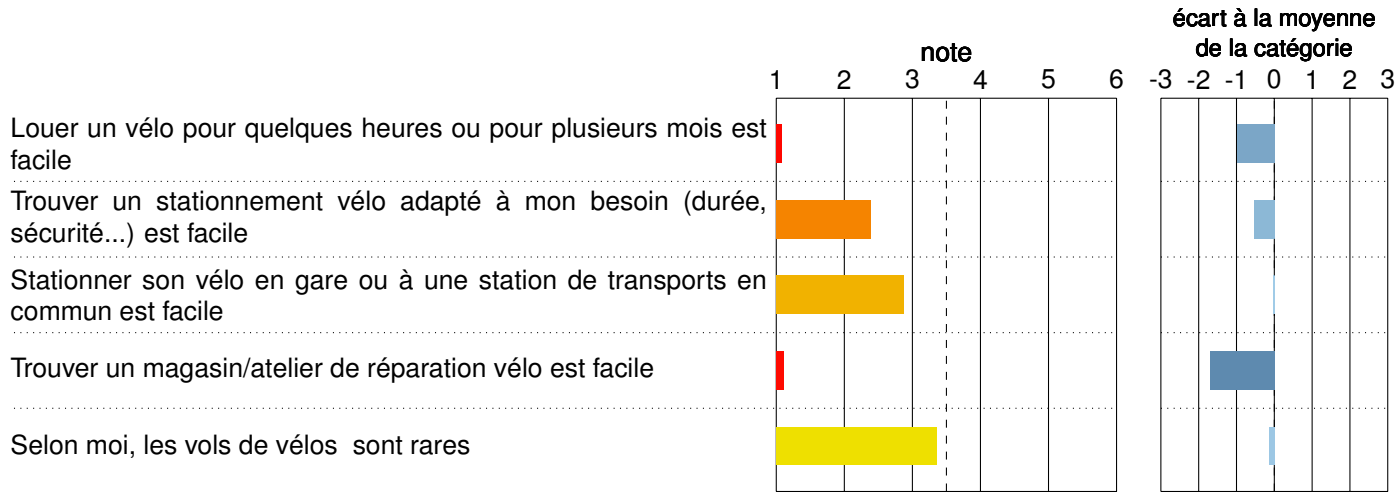 écart à la moyenne
de la catégorie
note
1 2 3 4 5 6
-3 -2 -1 0 1 2 3
Louer un vélo pour quelques heures ou pour plusieurs mois est
facile
Trouver un stationnement vélo adapté à mon besoin (durée,
sécurité...) est facile
Stationner son vélo en gare ou à une station de transports en
commun est facile
Trouver un magasin/atelier de réparation vélo est facile
Selon moi, les vols de vélos sont rares